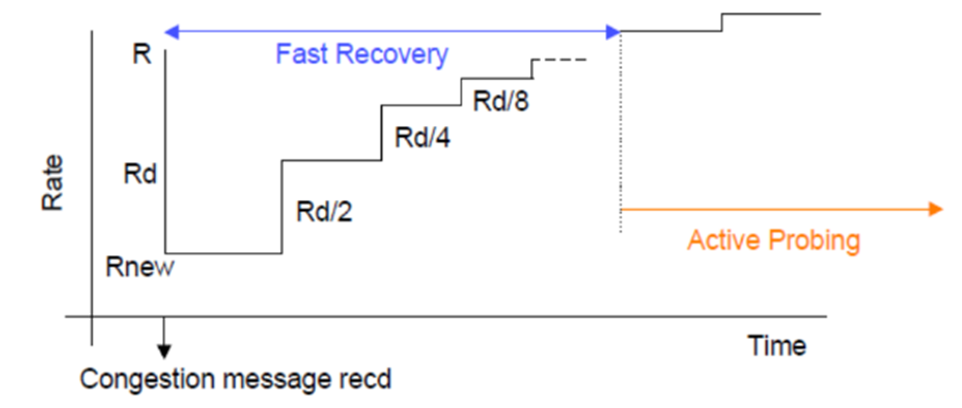 R
Fast Recovery
Rd/8
Rd/4
Rate
Rd
Rd/2
Active Probing
Rnew
Time
Congestion message recd